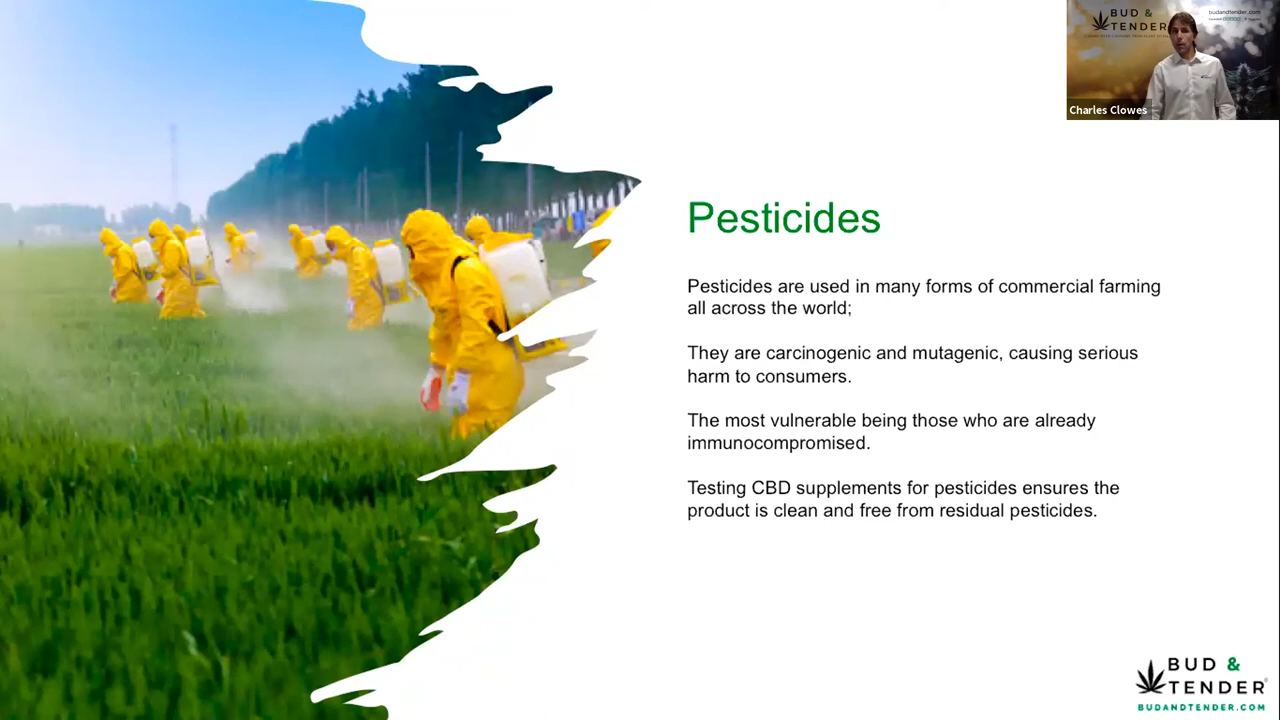 BUD &
TENDER
budandtender.com
Charles Clowes
Pesticides
Pesticides are used in many forms of commercial farming
all across the world;
They are carcinogenic and mutagenic, causing serious
harm to consumers.
The most vulnerable being those who are already
immunocompromised.
Testing CBD supplements for pesticides ensures the
product is clean and free from residual pesticides.
BUD &
TENDER®
BUDANDTENDER.COM